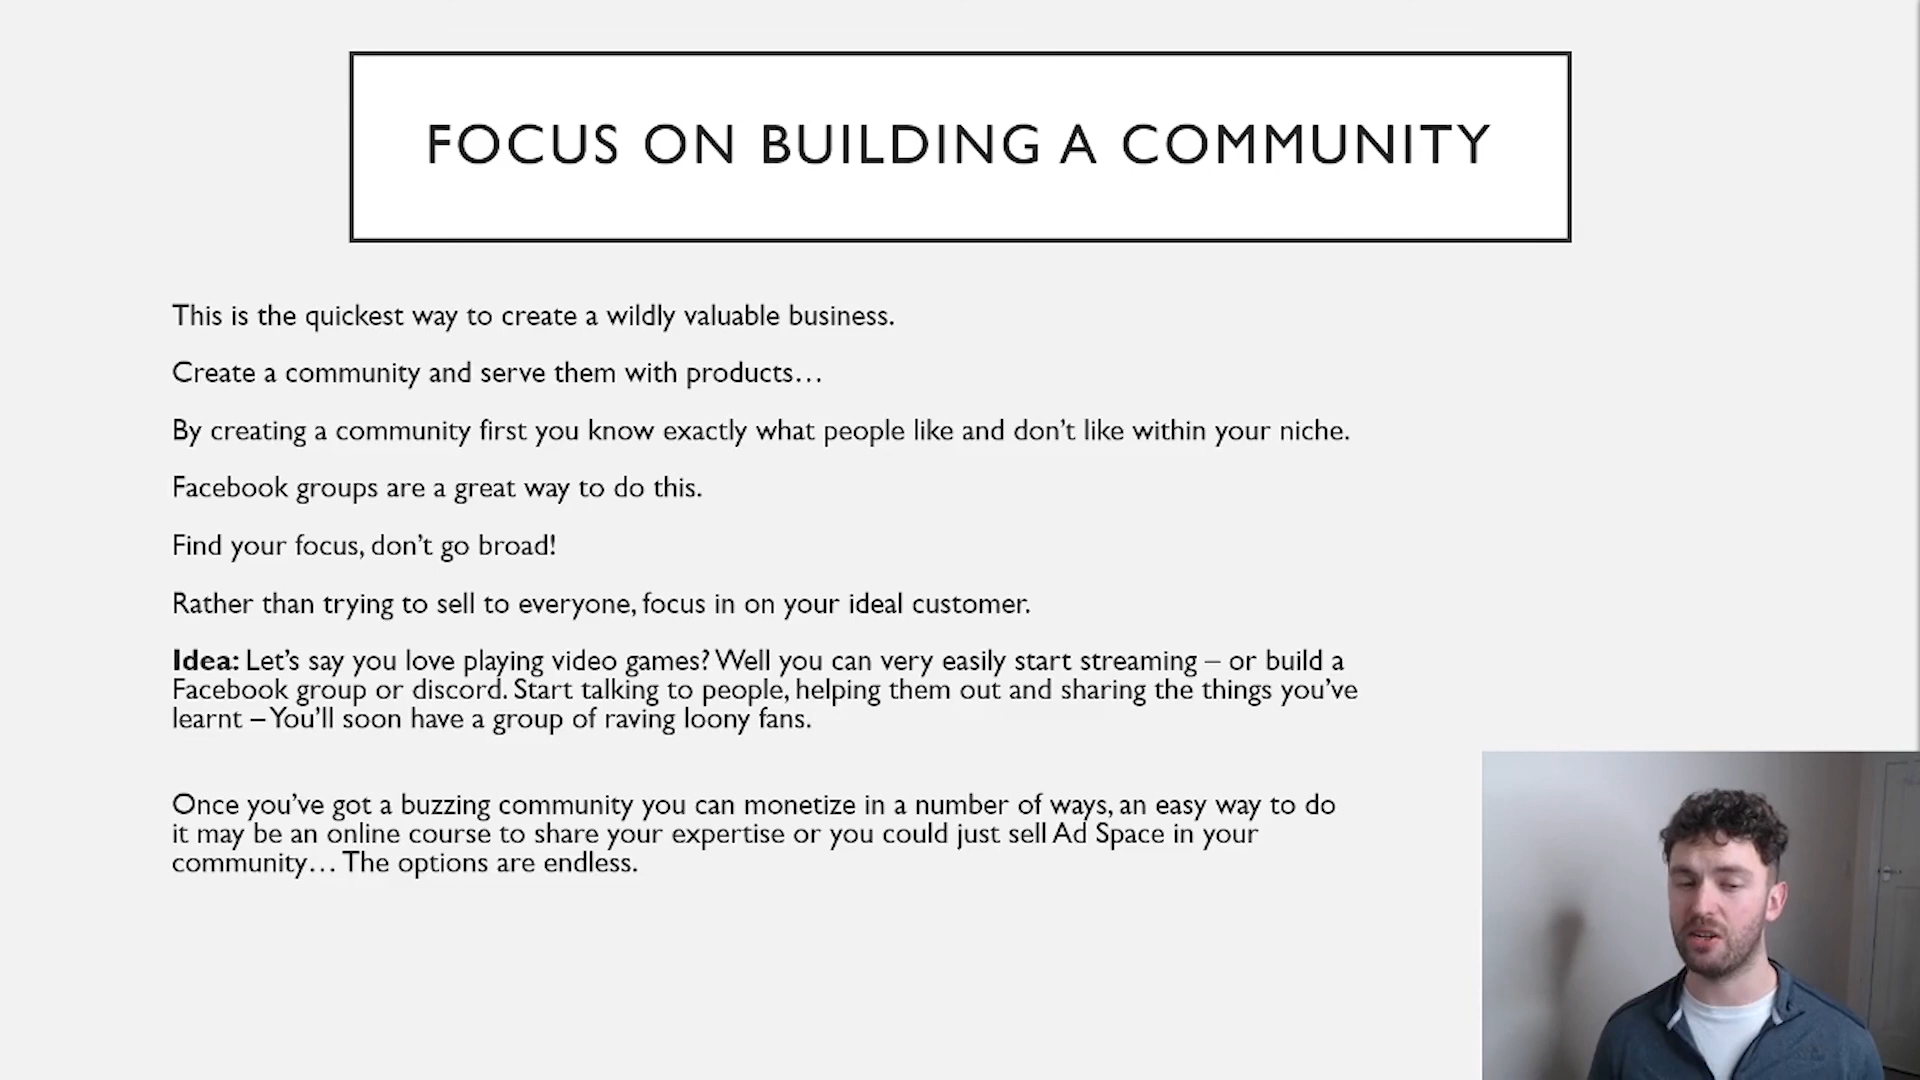 FOCUS ON BUILDING A COMMUNITY
This is the quickest way to create a wildly valuable business.
Create a community and serve them with products…
By creating a community first you know exactly what people like and don’t like within your niche.
Facebook groups are a great way to do this.
Find your focus, don’t go broad!
Rather than trying to sell to everyone, focus in on your ideal customer.
Idea: Let’s say you love playing video games? Well you can very easily start streaming – or build a
Facebook group or discord. Start talking to people, helping them out and sharing the things you’ve
learnt – You’ll soon have a group of raving loony fans.
Once you’ve got a buzzing community you can monetize in a number of ways, an easy way to do
it may be an online course to share your expertise or you could just sell Ad Space in your
community… The options are endless.